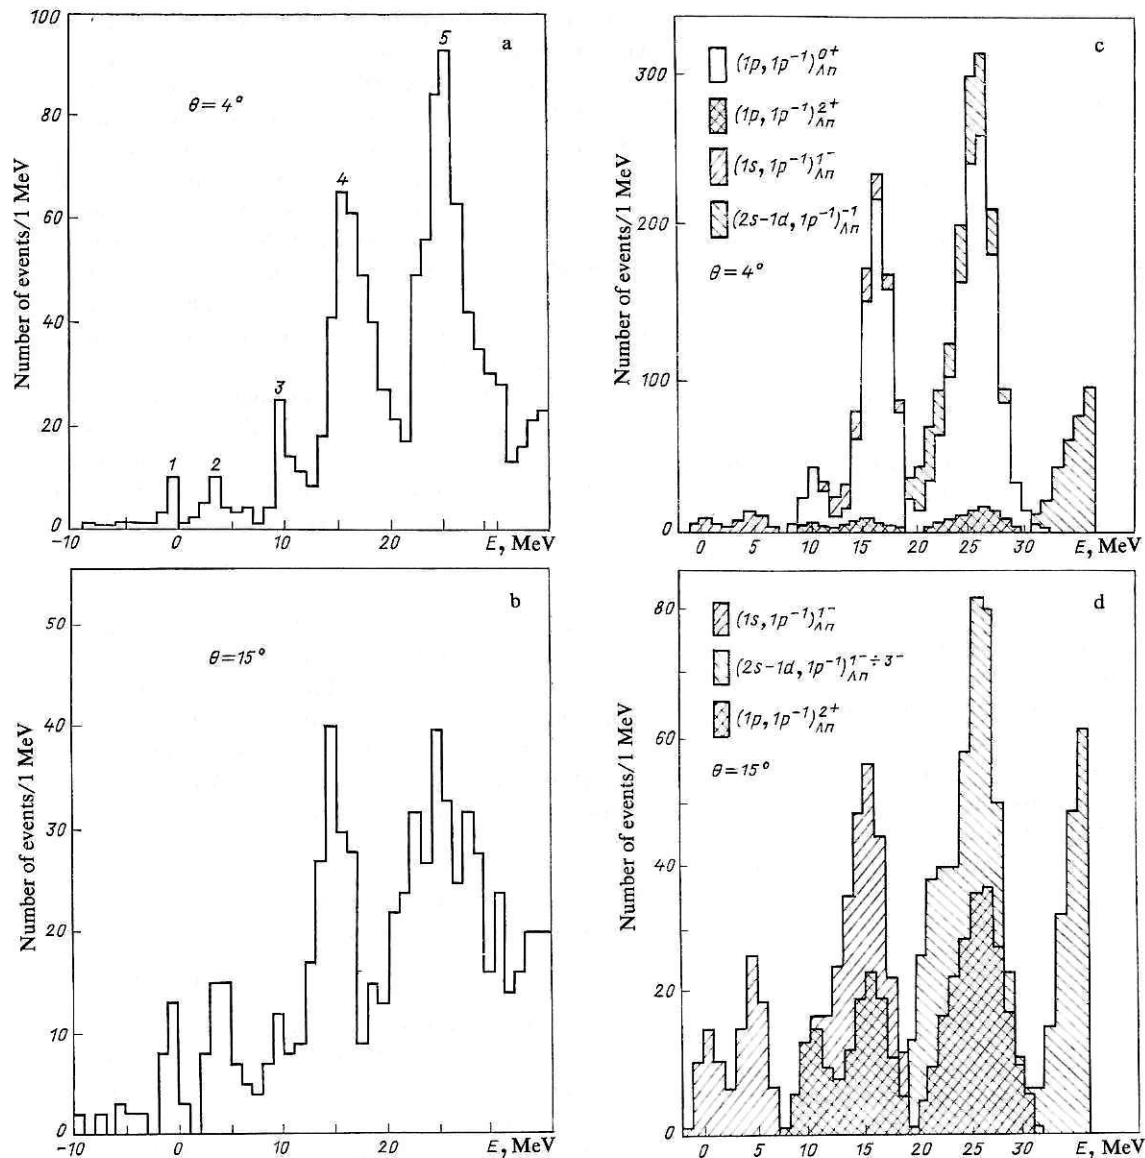 100
80
60
40
20
0
Number of events/1 MeV
a
θ = 4°
1
2
3
4
5
-10
0
10
20
E, MeV
300
200
100
0
Number of events/1 MeV
c
(1p, 1p⁻¹)Λn 0+
(1p, 1p⁻¹)Λn 2+
(1s, 1p⁻¹)Λn 1-
(2s-1d, 1p⁻¹)Λn -1
θ = 4°
0
5
10
15
20
25
30
E, MeV
50
40
30
20
10
0
Number of events/1 MeV
b
θ = 15°
-10
0
10
20
E, MeV
80
60
40
20
0
Number of events/1 MeV
d
(1s, 1p⁻¹)Λn 1-
(2s-1d, 1p⁻¹)Λn 1-÷3-
(1p, 1p⁻¹)Λn 2+
θ = 15°
0
5
10
15
20
25
30
E, MeV